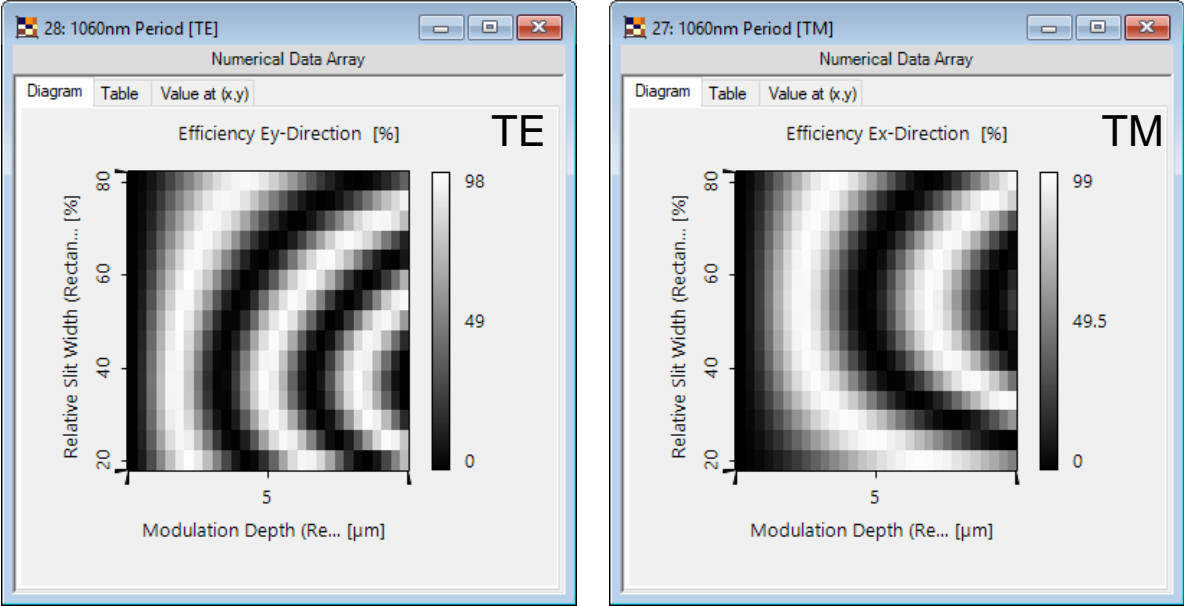 28: 1060nm Period [TE]
Numerical Data Array
Diagram Table Value at (x,y)
TE
Efficiency Ey-Direction [%]
Relative Slit Width (Rectan... [%]
80
60
40
20
98
49
0
5
Modulation Depth (Re... [µm]
27: 1060nm Period [TM]
Numerical Data Array
Diagram Table Value at (x,y)
TM
Efficiency Ex-Direction [%]
Relative Slit Width (Rectan... [%]
80
60
40
20
99
49.5
0
5
Modulation Depth (Re... [µm]